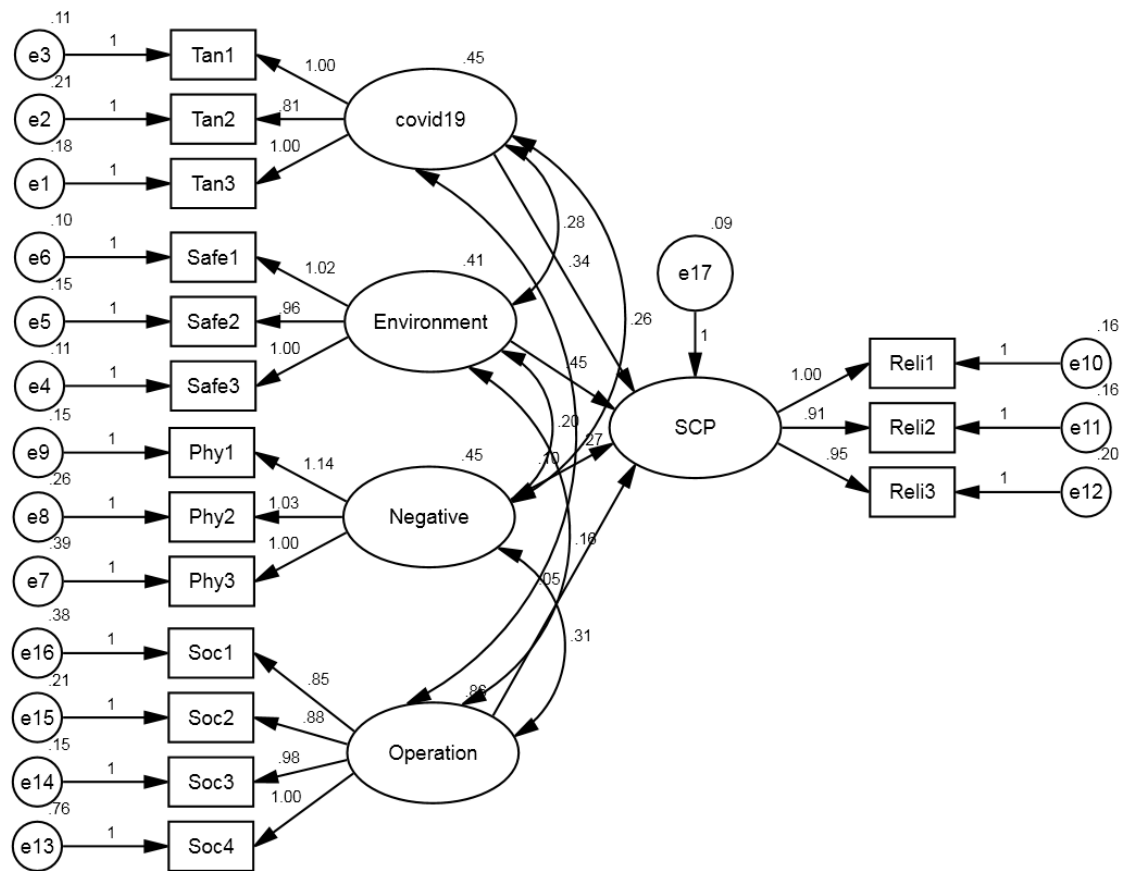 .11
e3
1
Tan1
1.00
.45
.21
e2
1
Tan2
.81
covid19
.18
e1
1
Tan3
1.00
.10
e6
1
Safe1
1.02
.41
.28
.34
.09
e17
1
.15
e5
1
Safe2
.96
Environment
.26
.11
e4
1
Safe3
1.00
.45
.15
e9
1
Phy1
1.14
.45
.20
.27
.10
SCP
1.00
Reli1
1
.16
e10
.91
Reli2
1
.16
e11
.95
Reli3
1
.20
e12
.26
e8
1
Phy2
1.03
Negative
.39
e7
1
Phy3
1.00
.16
.05
.31
.38
e16
1
Soc1
.85
.86
.21
e15
1
Soc2
.88
Operation
.15
e14
1
Soc3
.98
.76
e13
1
Soc4
1.00